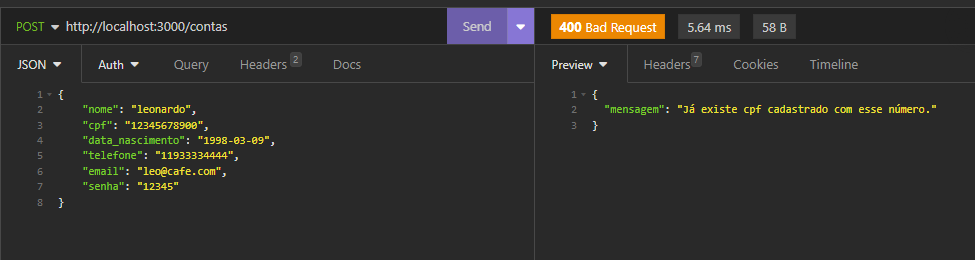 POST http://localhost:3000/contas Send
400 Bad Request 5.64 ms 58 B
JSON Auth Query Headers 2 Docs
Preview Headers 7 Cookies Timeline
1 {
2 "nome": "leonardo",
3 "cpf": "12345678900",
4 "data_nascimento": "1998-03-09",
5 "telefone": "11933334444",
6 "email": "leo@cafe.com",
7 "senha": "12345"
8 }
1 {
2 "mensagem": "Já existe cpf cadastrado com esse número."
3 }